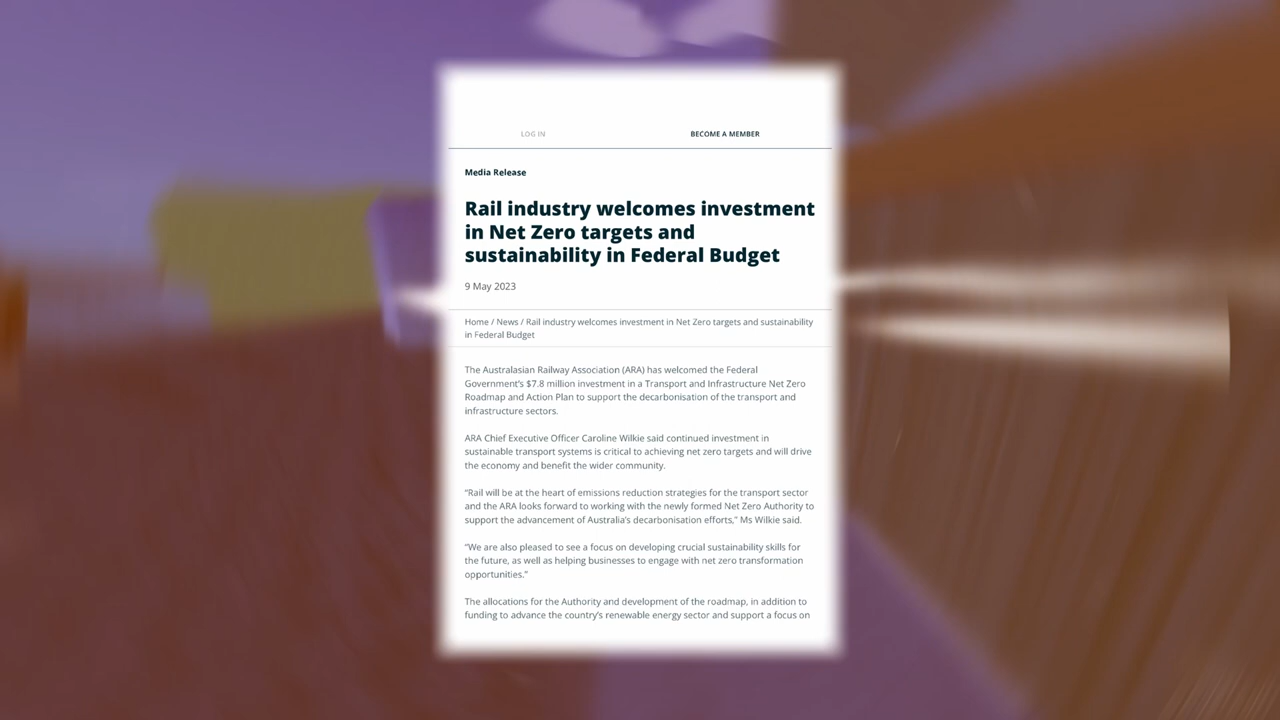 LOG IN
BECOME A MEMBER
Media Release
Rail industry welcomes investment
in Net Zero targets and
sustainability in Federal Budget
9 May 2023
Home / News / Rail industry welcomes investment in Net Zero targets and sustainability
in Federal Budget
The Australasian Railway Association (ARA) has welcomed the Federal
Government's $7.8 million investment in a Transport and Infrastructure Net Zero
Roadmap and Action Plan to support the decarbonisation of the transport and
infrastructure sectors.
ARA Chief Executive Officer Caroline Wilkie said continued investment in
sustainable transport systems is critical to achieving net zero targets and will drive
the economy and benefit the wider community.
“Rail will be at the heart of emissions reduction strategies for the transport sector
and the ARA looks forward to working with the newly formed Net Zero Authority to
support the advancement of Australia's decarbonisation efforts,” Ms Wilkie said.
“We are also pleased to see a focus on developing crucial sustainability skills for
the future, as well as helping businesses to engage with net zero transformation
opportunities.”
The allocations for the Authority and development of the roadmap, in addition to
funding to advance the country's renewable energy sector and support a focus on